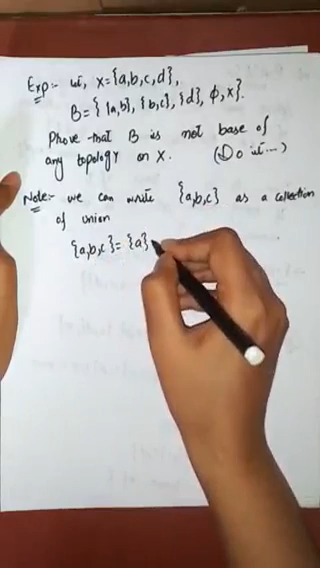 Exp:- let, X={a,b,c,d},
B={ {a,b}, {b,c}, {d}, ϕ, X}.
Prove that B is not base of
any topology on X. (Do it...)
Note:- we can write {a,b,c} as a collection
of union
{a,b,c}={a}